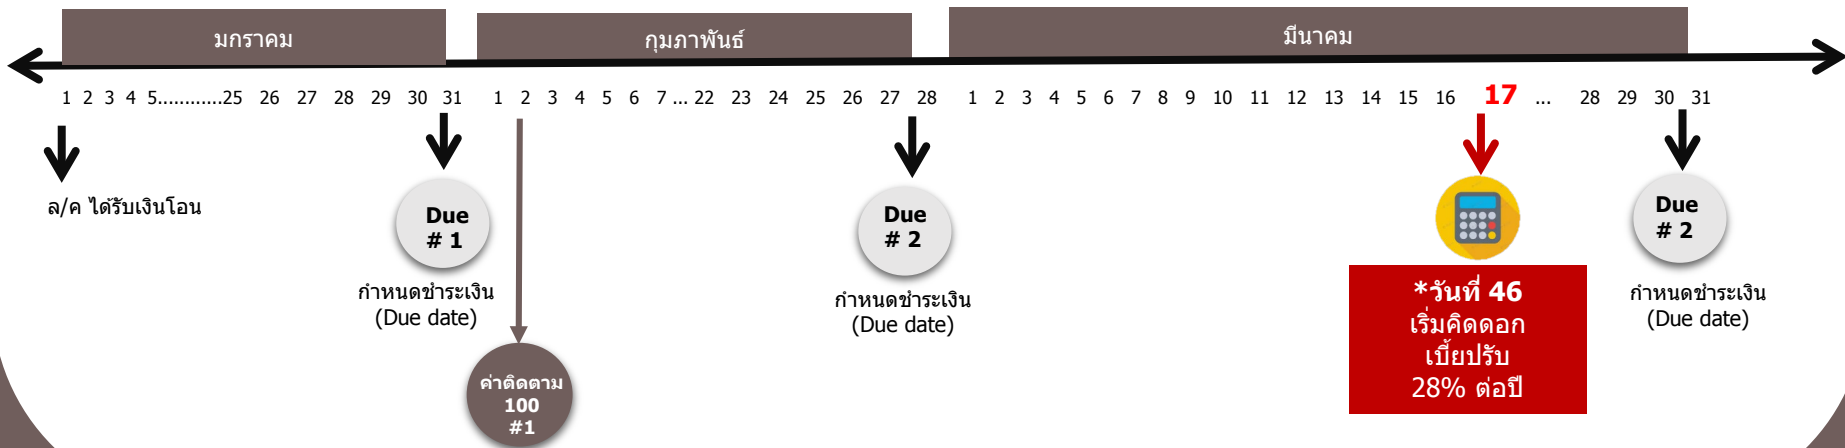 มกราคม
กุมภาพันธ์
มีนาคม
1 2 3 4 5............25 26 27 28 29 30 31 1 2 3 4 5 6 7 ... 22 23 24 25 26 27 28 1 2 3 4 5 6 7 8 9 10 11 12 13 14 15 16 17 ... 28 29 30 31
ล/ค ได้รับเงินโอน
Due
# 1
กำหนดชำระเงิน
(Due date)
ค่าติดตาม
100
#1
Due
# 2
กำหนดชำระเงิน
(Due date)
*วันที่ 46
เริ่มคิดดอก
เบี้ยปรับ
28% ต่อปี
Due
# 2
กำหนดชำระเงิน
(Due date)